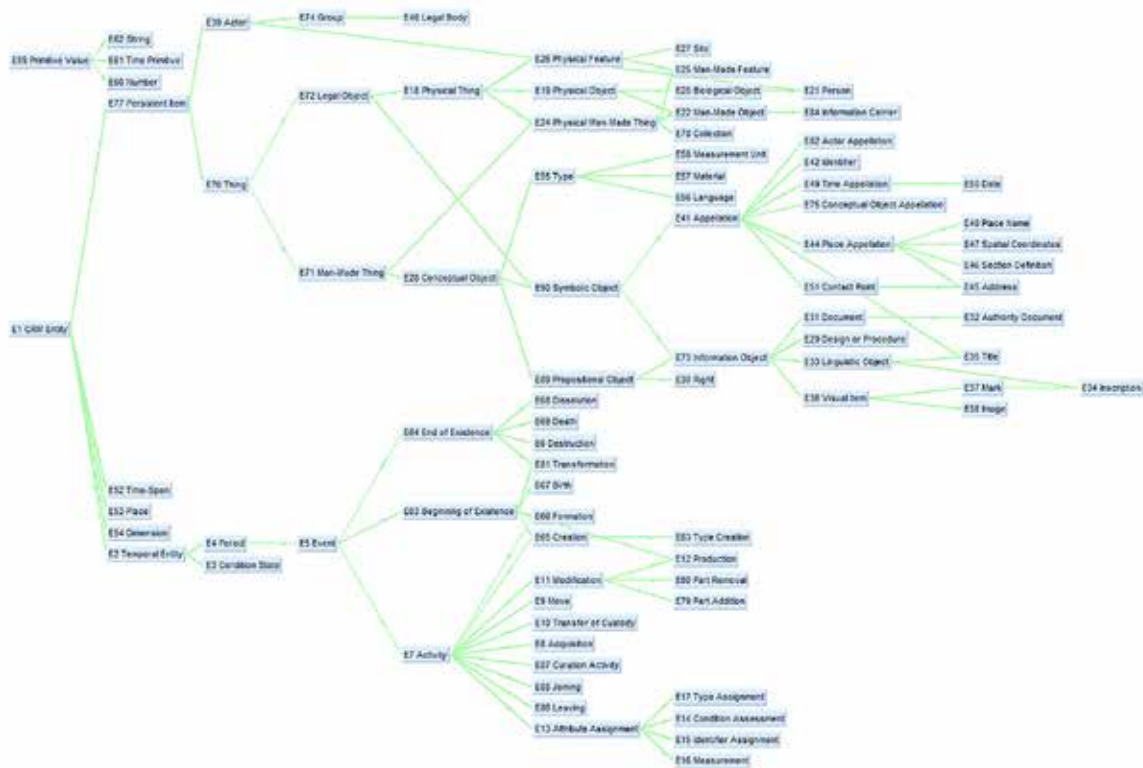 E59 Primitive Value
E1 CRM Entity
E62 String
E61 Time Primitive
E60 Number
E77 Persistent Item
E52 Time-Span
E53 Place
E54 Dimension
E2 Temporal Entity
E39 Actor
E70 Thing
E4 Period
E3 Condition State
E74 Group
E72 Legal Object
E71 Man-Made Thing
E5 Event
E40 Legal Body
E18 Physical Thing
E28 Conceptual Object
E64 End of Existence
E63 Beginning of Existence
E7 Activity
E26 Physical Feature
E19 Physical Object
E24 Physical Man-Made Thing
E55 Type
E90 Symbolic Object
E89 Propositional Object
E68 Dissolution
E69 Death
E6 Destruction
E81 Transformation
E67 Birth
E66 Formation
E65 Creation
E11 Modification
E9 Move
E10 Transfer of Custody
E8 Acquisition
E87 Curation Activity
E85 Joining
E86 Leaving
E13 Attribute Assignment
E27 Site
E25 Man-Made Feature
E20 Biological Object
E22 Man-Made Object
E78 Collection
E58 Measurement Unit
E57 Material
E56 Language
E41 Appellation
E73 Information Object
E30 Right
E83 Type Creation
E12 Production
E80 Part Removal
E79 Part Addition
E17 Type Assignment
E14 Condition Assessment
E15 Identifier Assignment
E16 Measurement
E21 Person
E84 Information Carrier
E82 Actor Appellation
E42 Identifier
E49 Time Appellation
E75 Conceptual Object Appellation
E44 Place Appellation
E51 Contact Point
E31 Document
E29 Design or Procedure
E33 Linguistic Object
E36 Visual Item
E50 Date
E48 Place Name
E47 Spatial Coordinates
E46 Section Definition
E45 Address
E32 Authority Document
E35 Title
E37 Mark
E38 Image
E34 Inscription